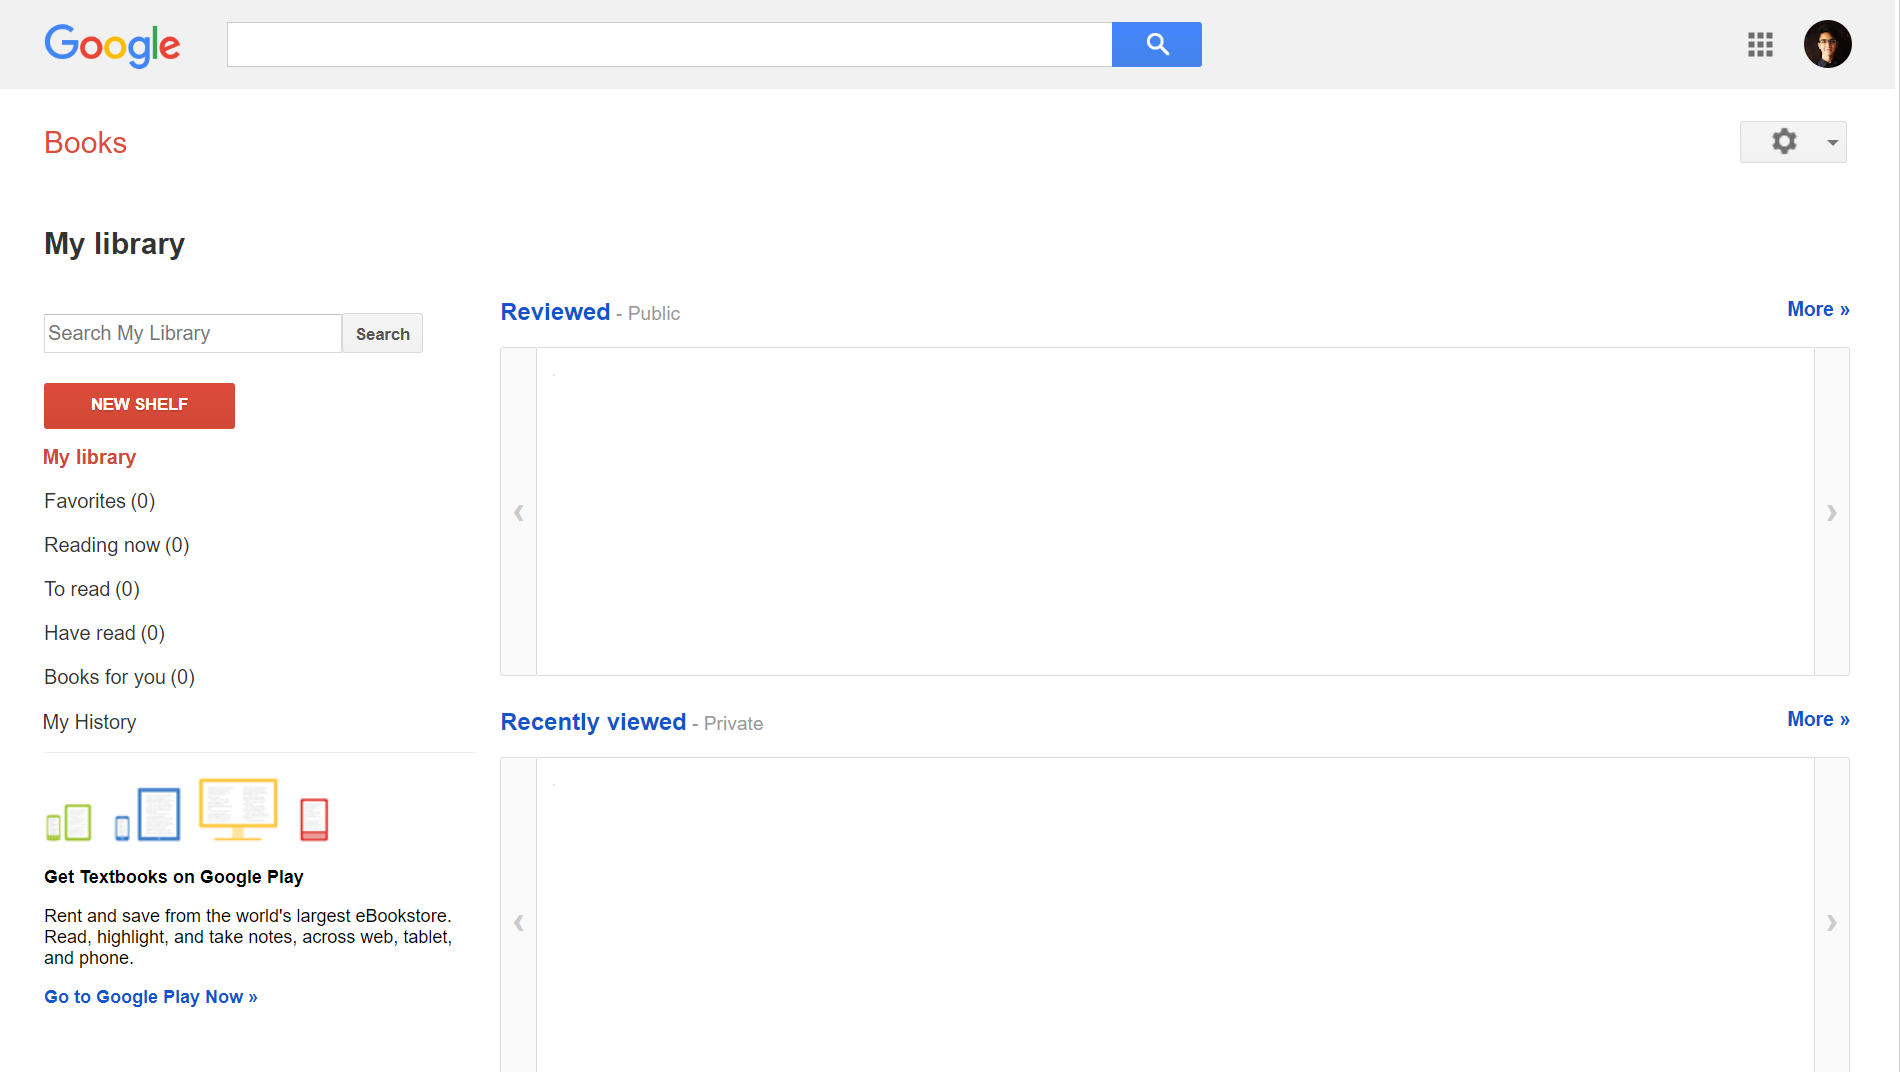 Google
Books
My library
Search My Library
Search
NEW SHELF
My library
Favorites (0)
Reading now (0)
To read (0)
Have read (0)
Books for you (0)
My History
Get Textbooks on Google Play
Rent and save from the world's largest eBookstore.
Read, highlight, and take notes, across web, tablet,
and phone.
Go to Google Play Now »
Reviewed - Public
More »
‹
›
Recently viewed - Private
More »
‹
›